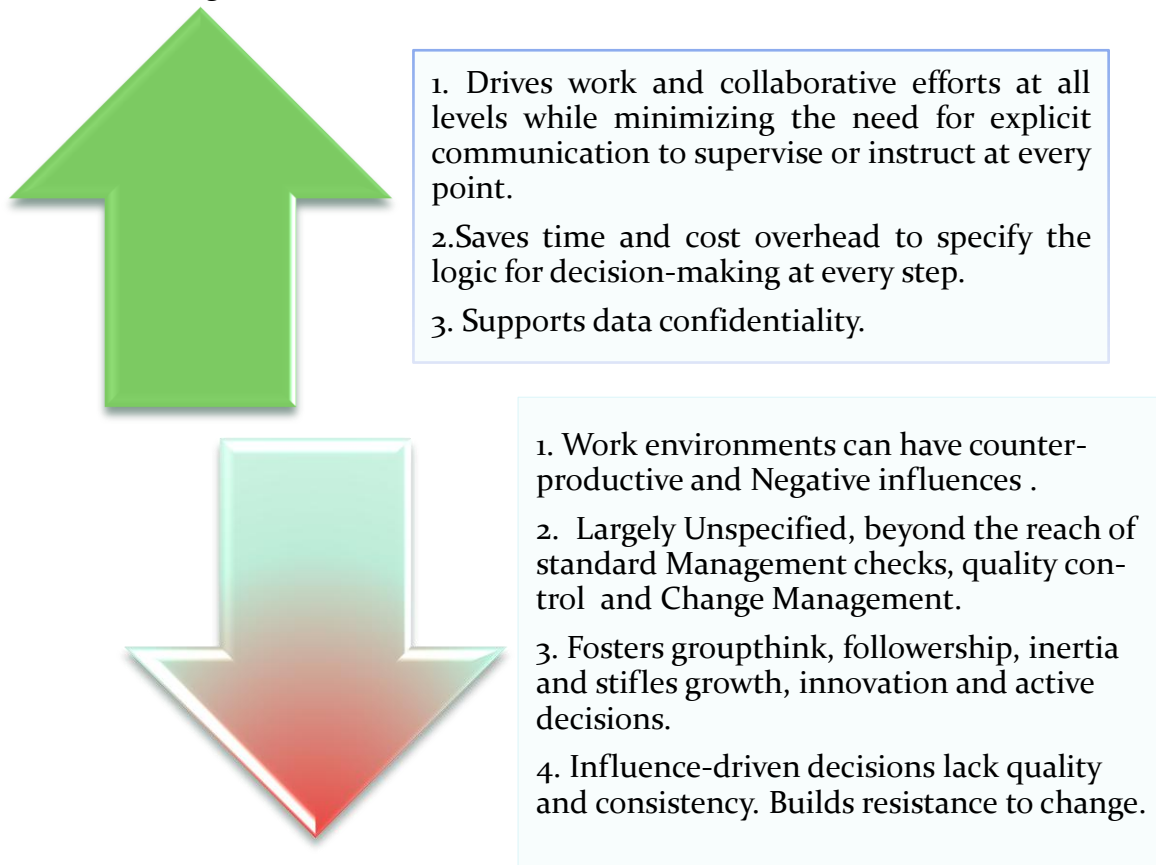 1. Drives work and collaborative efforts at all
levels while minimizing the need for explicit
communication to supervise or instruct at every
point.
2.Saves time and cost overhead to specify the
logic for decision-making at every step.
3. Supports data confidentiality.
1. Work environments can have counter-
productive and Negative influences .
2. Largely Unspecified, beyond the reach of
standard Management checks, quality con-
trol and Change Management.
3. Fosters groupthink, followership, inertia
and stifles growth, innovation and active
decisions.
4. Influence-driven decisions lack quality
and consistency. Builds resistance to change.